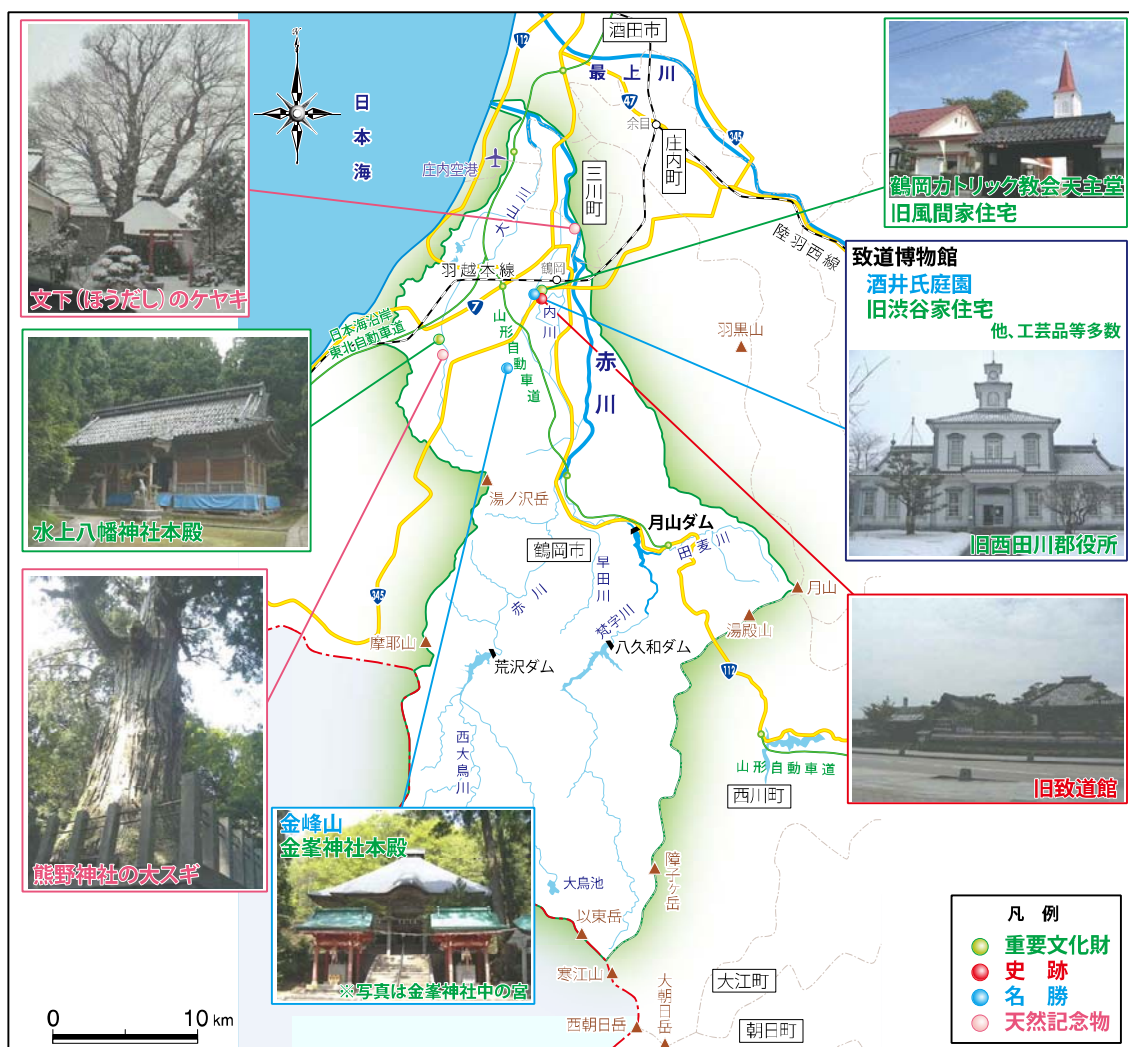 文下(ほうだし)のケヤキ
水上八幡神社本殿
熊野神社の大スギ
金峰山
金峯神社本殿
※写真は金峯神社中の宮
鶴岡カトリック教会天主堂
旧風間家住宅
致道博物館
酒井氏庭園
旧渋谷家住宅
他、工芸品等多数
旧西田川郡役所
旧致道館
N
日本海
112
酒田市
最上川
47
余目
345
庄内町
三川町
庄内空港
大山川
陸羽西線
羽越本線
鶴岡
7
内川
日本海沿岸
東北自動車道
山形自動車道
赤川
羽黒山
湯ノ沢岳
月山ダム
鶴岡市
田麦川
早田川
赤川
梵字川
月山
湯殿山
345
摩耶山
荒沢ダム
八久和ダム
112
西大鳥川
山形自動車道
西川町
障子ヶ岳
大鳥池
以東岳
寒江山
大江町
大朝日岳
西朝日岳
朝日町
凡 例
重要文化財
史 跡
名 勝
天然記念物
0 10 km